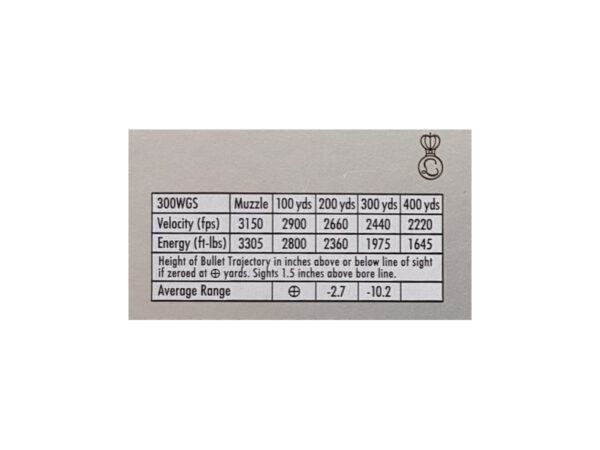 300WGS Muzzle 100 yds 200 yds 300 yds 400 yds
Velocity (fps) 3150 2900 2660 2440 2220
Energy (ft-lbs) 3305 2800 2360 1975 1645
Height of Bullet Trajectory in inches above or below line of sight
if zeroed at ⊕ yards. Sights 1.5 inches above bore line.
Average Range ⊕ -2.7 -10.2